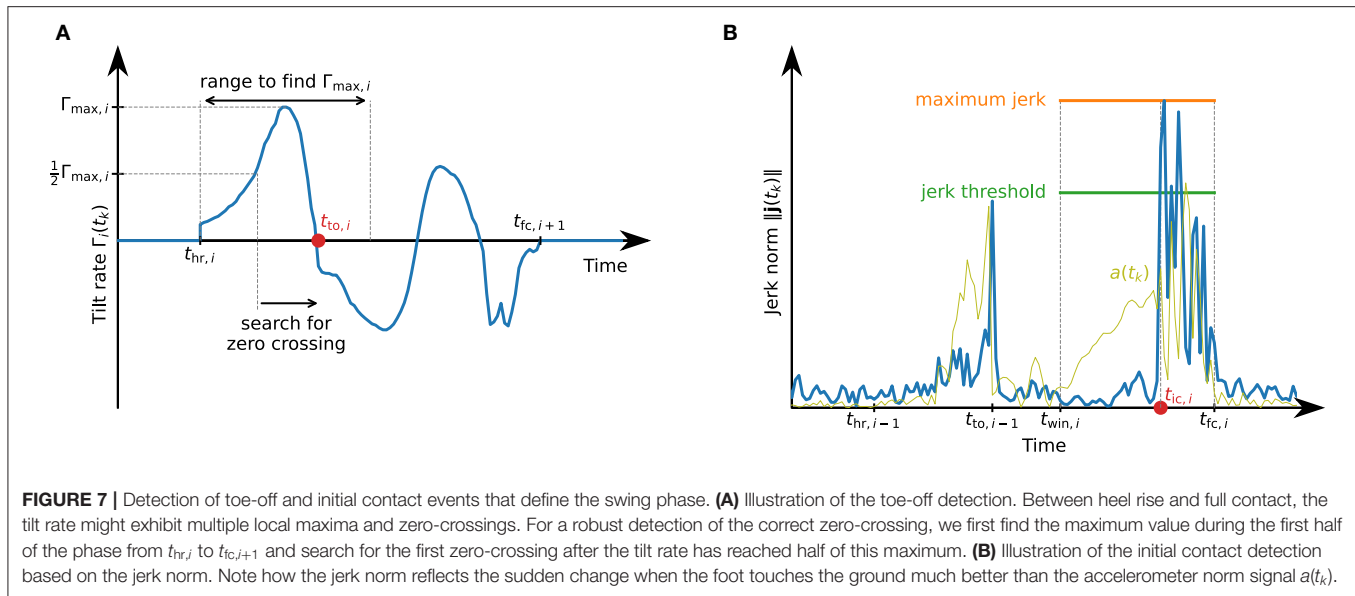 A
range to find Γmax, i
Γmax, i
½Γmax, i
Tilt rate Γi(tk)
thr, i
tto, i
tfc, i+1
Time
search for
zero crossing
B
maximum jerk
jerk threshold
Jerk norm ‖j(tk)‖
a(tk)
tic, i
thr, i−1
tto, i−1
twin, i
tfc, i
Time
FIGURE 7 | Detection of toe-off and initial contact events that define the swing phase. (A) Illustration of the toe-off detection. Between heel rise and full contact, the
tilt rate might exhibit multiple local maxima and zero-crossings. For a robust detection of the correct zero-crossing, we first find the maximum value during the first half
of the phase from thr,i to tfc,i+1 and search for the first zero-crossing after the tilt rate has reached half of this maximum. (B) Illustration of the initial contact detection
based on the jerk norm. Note how the jerk norm reflects the sudden change when the foot touches the ground much better than the accelerometer norm signal a(tk).